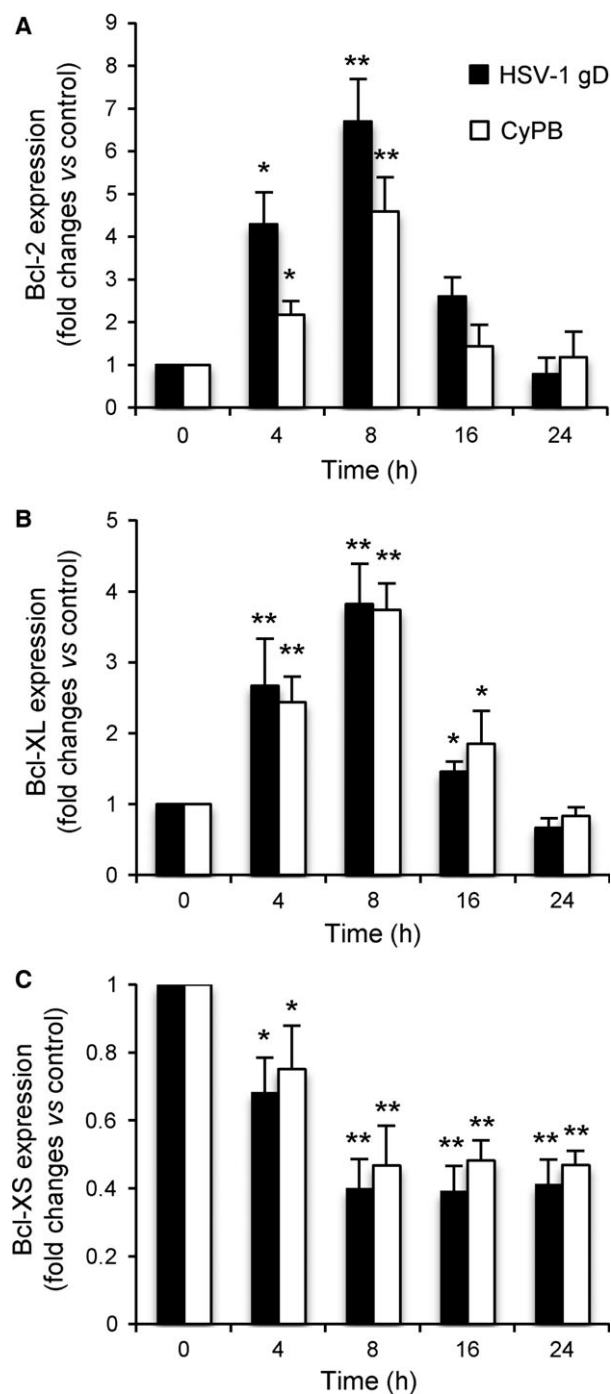 A
Bcl-2 expression
(fold changes vs control)
9
8
7
6
5
4
3
2
1
0
*
*
**
**
HSV-1 gD
CyPB
0 4 8 16 24
Time (h)
B
Bcl-XL expression
(fold changes vs control)
5
4
3
2
1
0
**
**
**
**
*
*
0 4 8 16 24
Time (h)
C
Bcl-XS expression
(fold changes vs control)
1
0.8
0.6
0.4
0.2
0
*
*
**
**
**
**
**
**
0 4 8 16 24
Time (h)